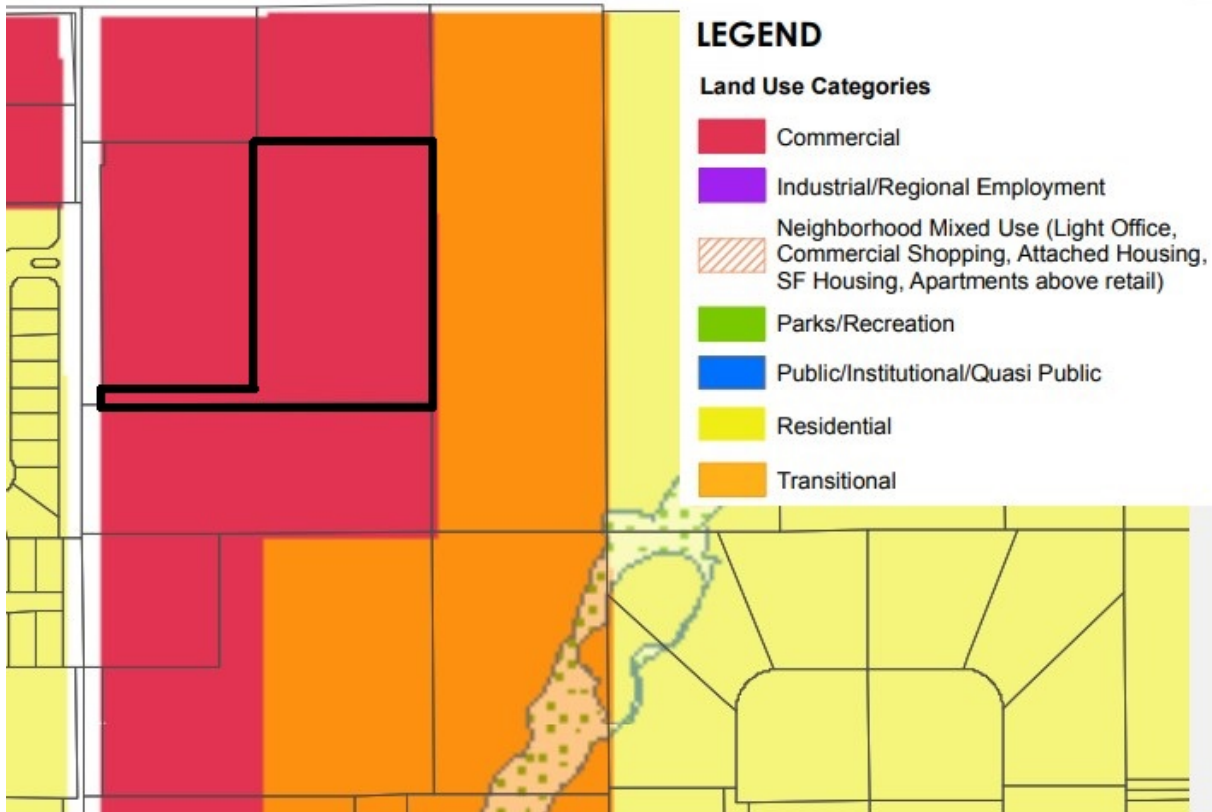 LEGEND
Land Use Categories
Commercial
Industrial/Regional Employment
Neighborhood Mixed Use (Light Office,
Commercial Shopping, Attached Housing,
SF Housing, Apartments above retail)
Parks/Recreation
Public/Institutional/Quasi Public
Residential
Transitional